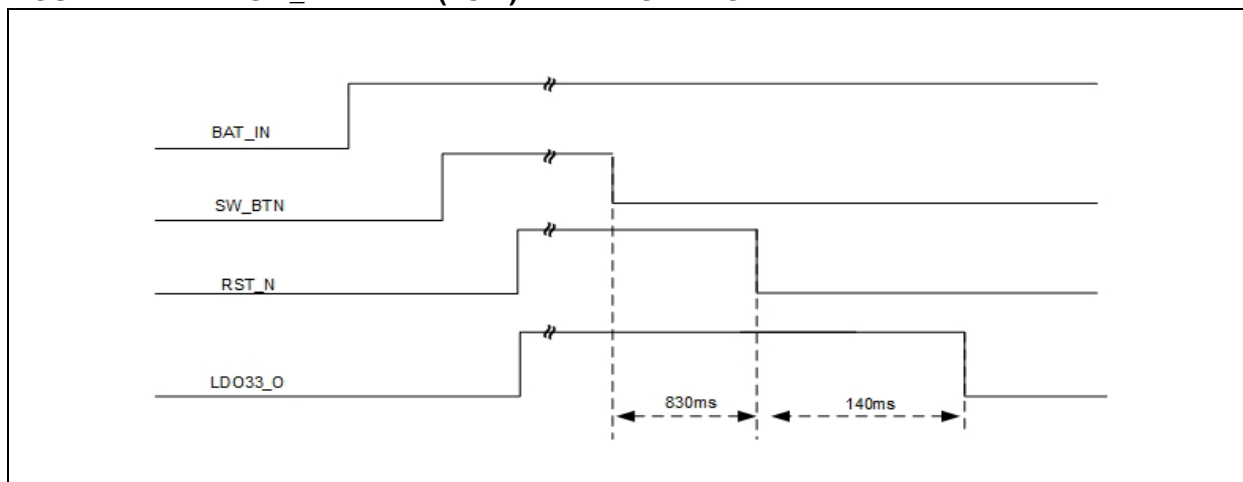 BAT_IN
SW_BTN
RST_N
LDO33_O
830ms
140ms